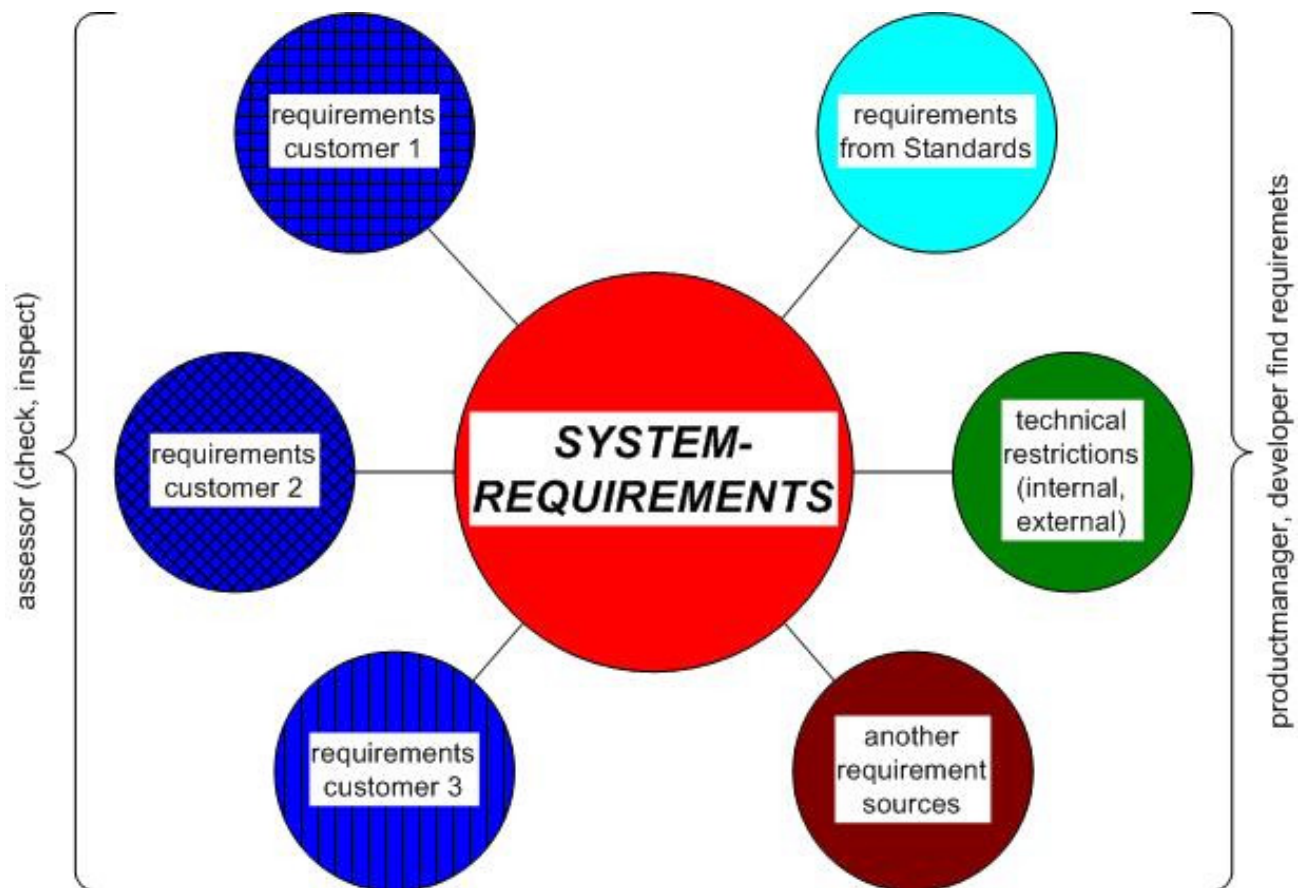 assessor (check, inspect)
requirements
customer 1
requirements
from Standards
requirements
customer 2
SYSTEM-
REQUIREMENTS
technical
restrictions
(internal,
external)
requirements
customer 3
another
requirement
sources
productmanager, developer find requiremets